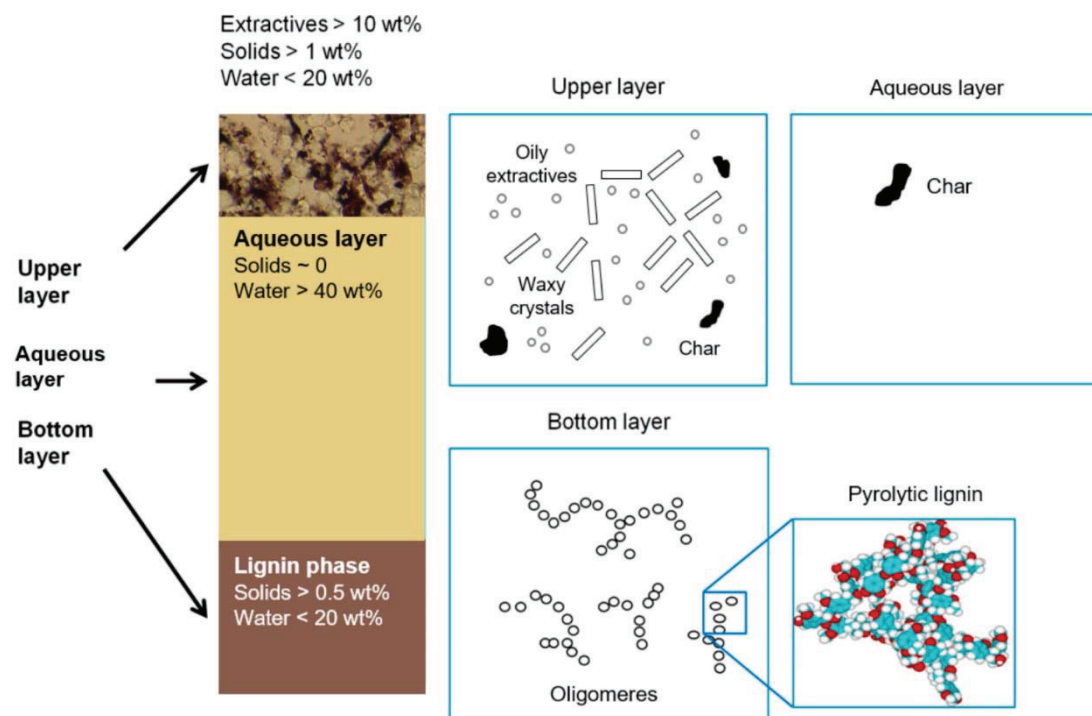 Extractives > 10 wt%
Solids > 1 wt%
Water < 20 wt%
Upper
layer
Aqueous
layer
Bottom
layer
Aqueous layer
Solids ~ 0
Water > 40 wt%
Lignin phase
Solids > 0.5 wt%
Water < 20 wt%
Upper layer
Oily
extractives
Waxy
crystals
Char
Aqueous layer
Char
Bottom layer
Oligomeres
Pyrolytic lignin